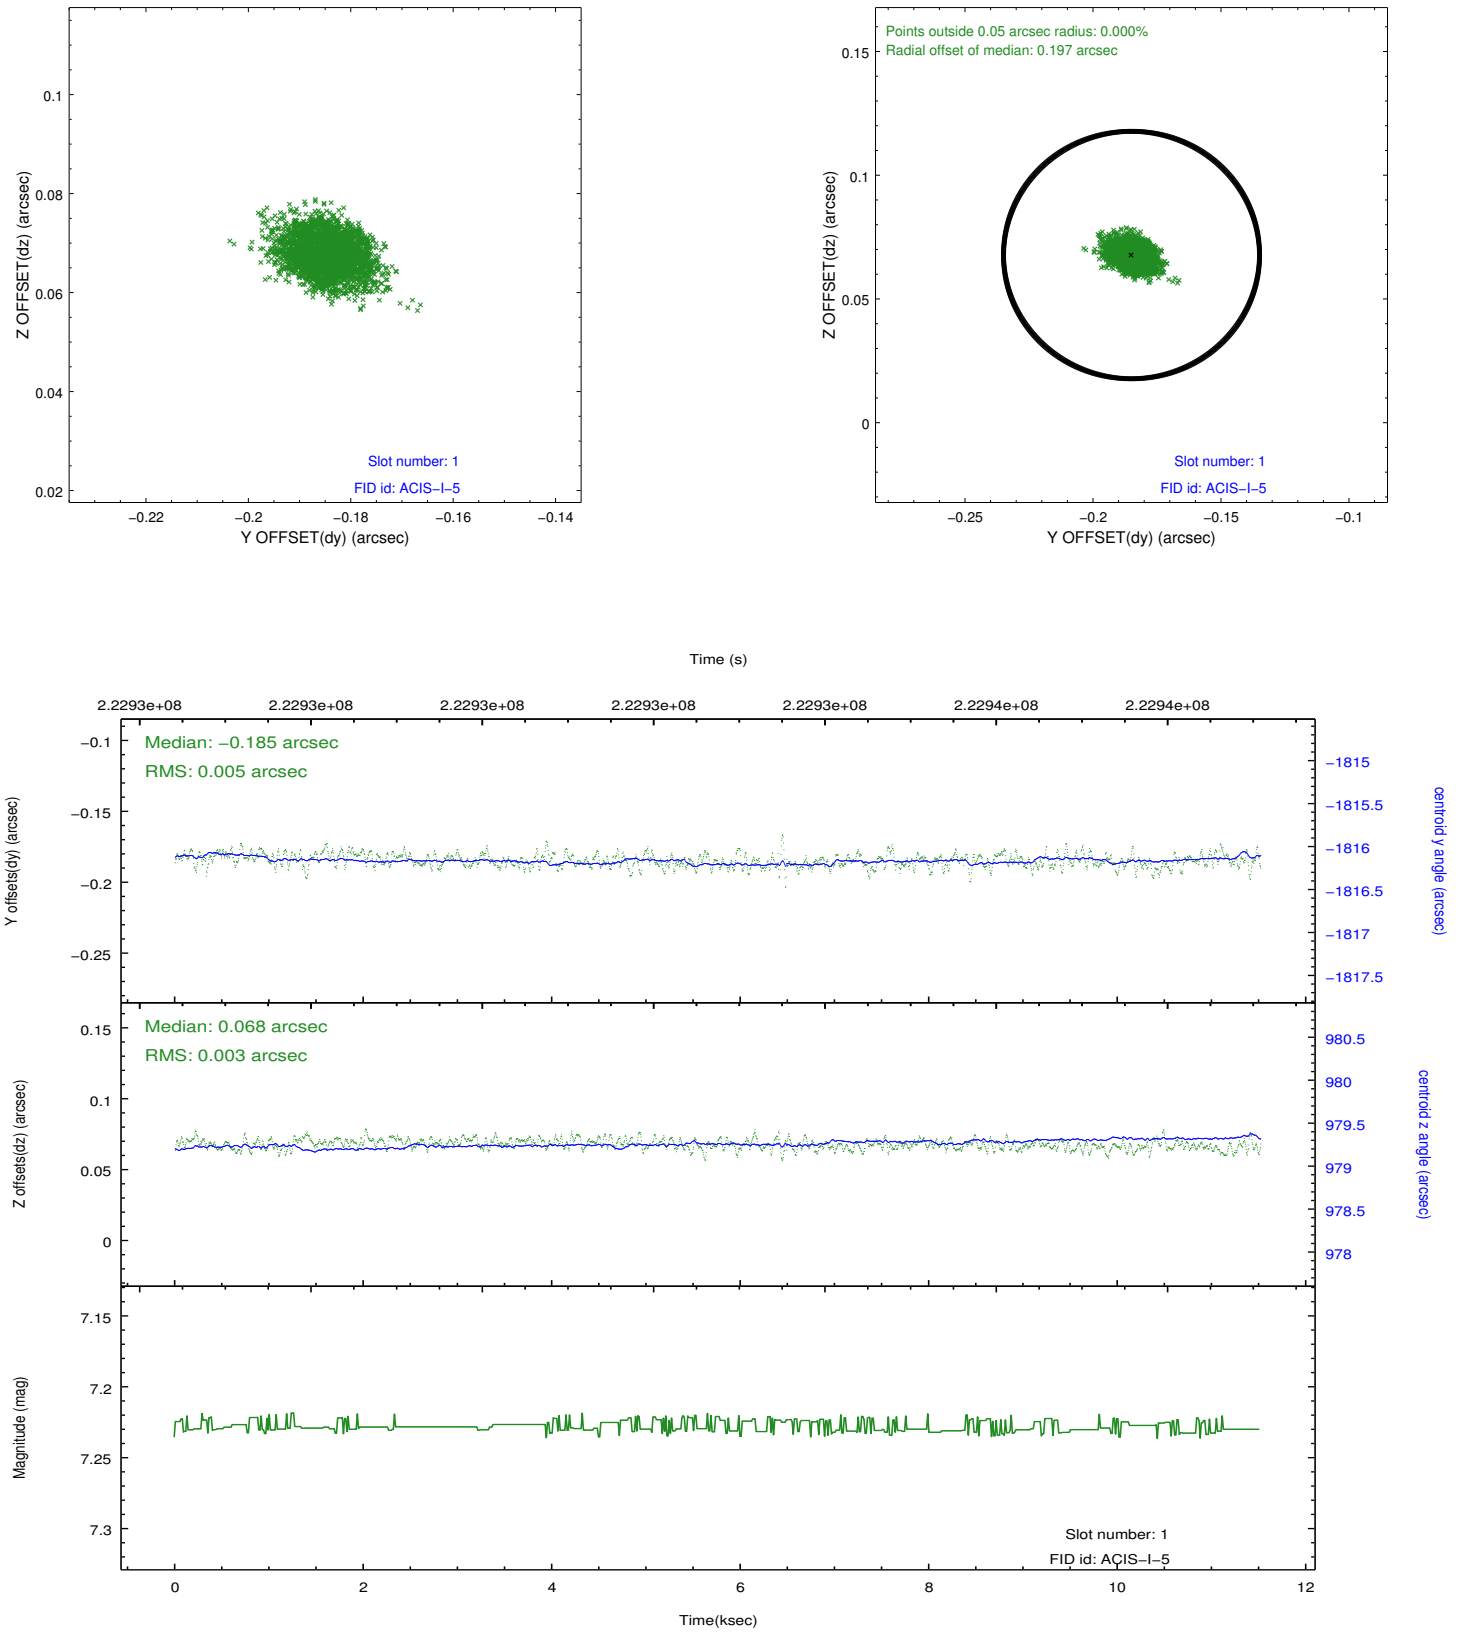 0.1
0.08
0.06
0.04
0.02
Z OFFSET(dz) (arcsec)
Slot number: 1
FID id: ACIS−I−5
−0.22 −0.2 −0.18 −0.16 −0.14
Y OFFSET(dy) (arcsec)
Points outside 0.05 arcsec radius: 0.000%
Radial offset of median: 0.197 arcsec
0.15
0.1
0.05
0
Z OFFSET(dz) (arcsec)
Slot number: 1
FID id: ACIS−I−5
−0.25 −0.2 −0.15 −0.1
Y OFFSET(dy) (arcsec)
Time (s)
2.2293e+08 2.2293e+08 2.2293e+08 2.2293e+08 2.2293e+08 2.2294e+08 2.2294e+08
Median: −0.185 arcsec
RMS: 0.005 arcsec
−0.1
−0.15
−0.2
−0.25
Y offsets(dy) (arcsec)
−1815
−1815.5
−1816
−1816.5
−1817
−1817.5
centroid y angle (arcsec)
Median: 0.068 arcsec
RMS: 0.003 arcsec
0.15
0.1
0.05
0
Z offsets(dz) (arcsec)
980.5
980
979.5
979
978.5
978
centroid z angle (arcsec)
7.15
7.2
7.25
7.3
Magnitude (mag)
Slot number: 1
FID id: ACIS−I−5
0 2 4 6 8 10 12
Time(ksec)